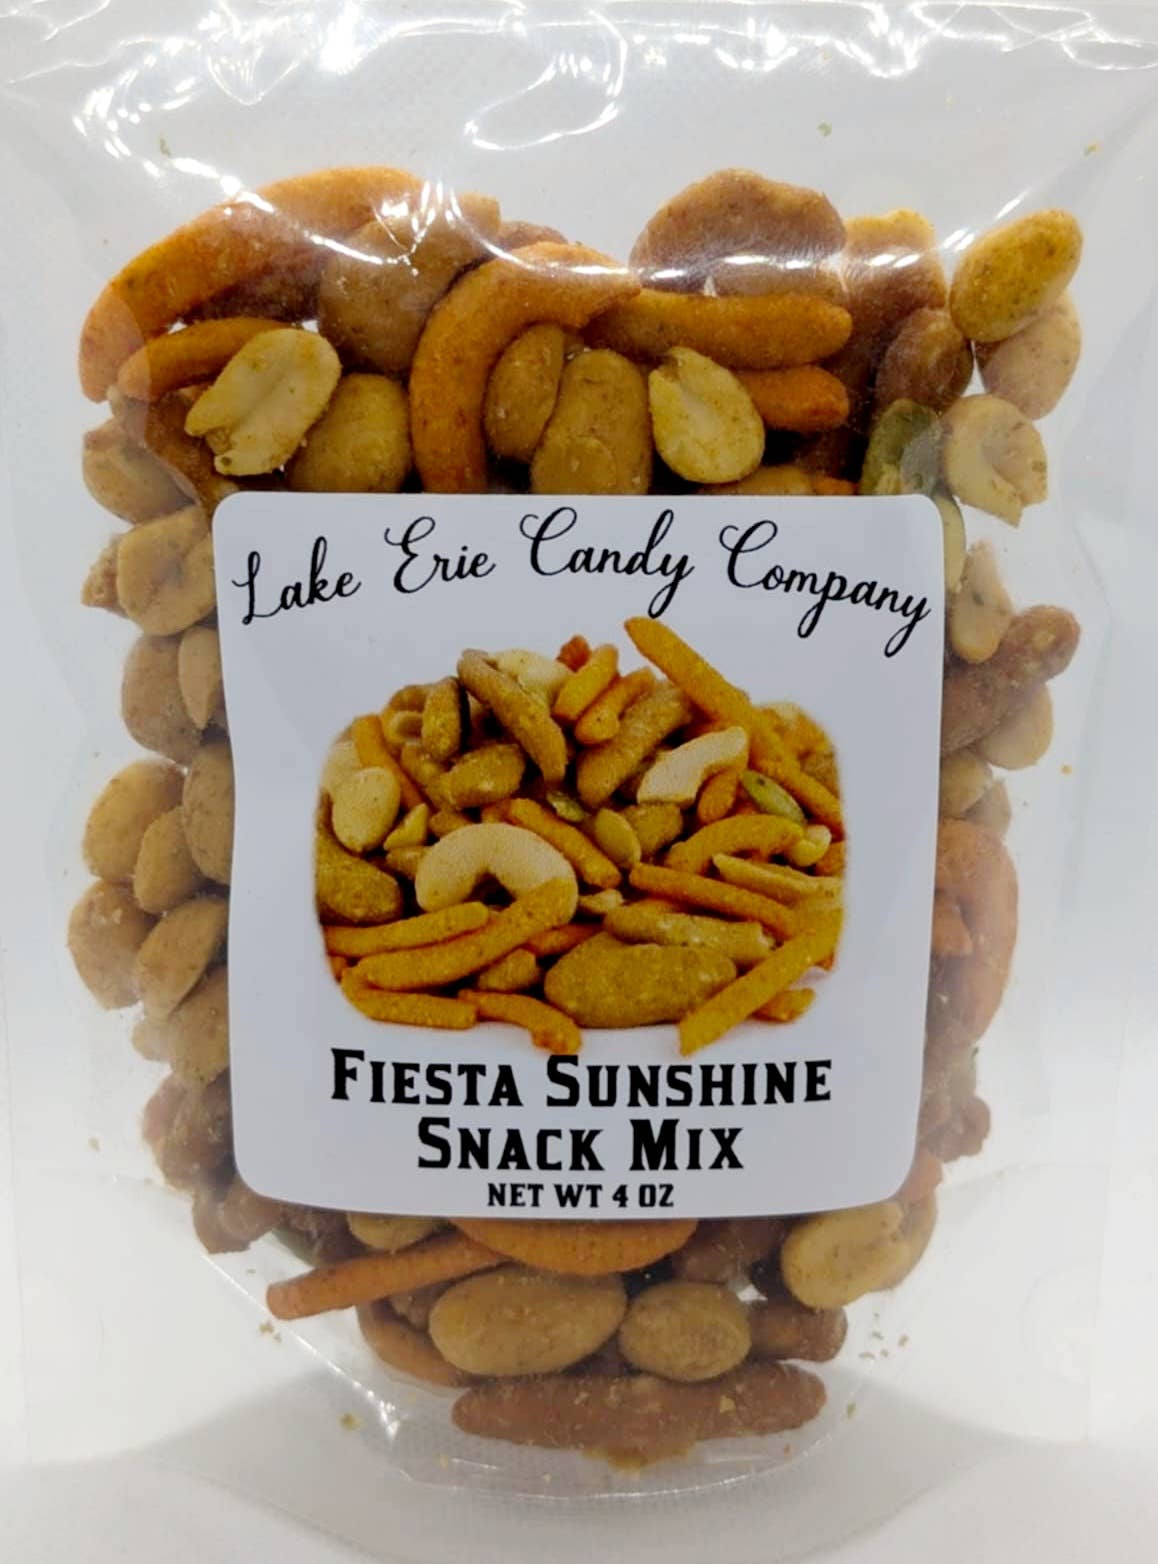 Lake Erie Candy Company
Fiesta Sunshine
Snack Mix
NET WT 4 OZ